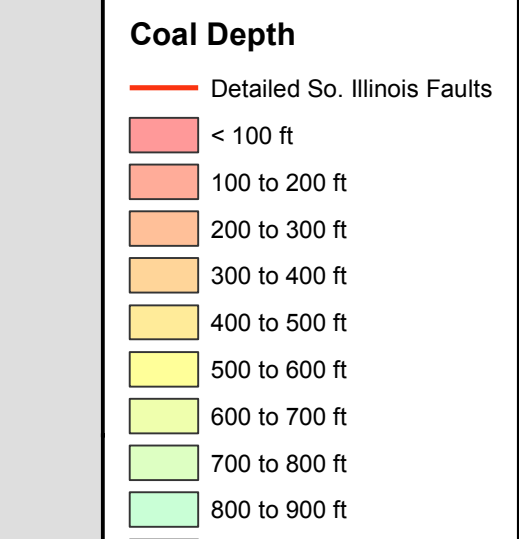 Coal Depth
Detailed So. Illinois Faults
< 100 ft
100 to 200 ft
200 to 300 ft
300 to 400 ft
400 to 500 ft
500 to 600 ft
600 to 700 ft
700 to 800 ft
800 to 900 ft